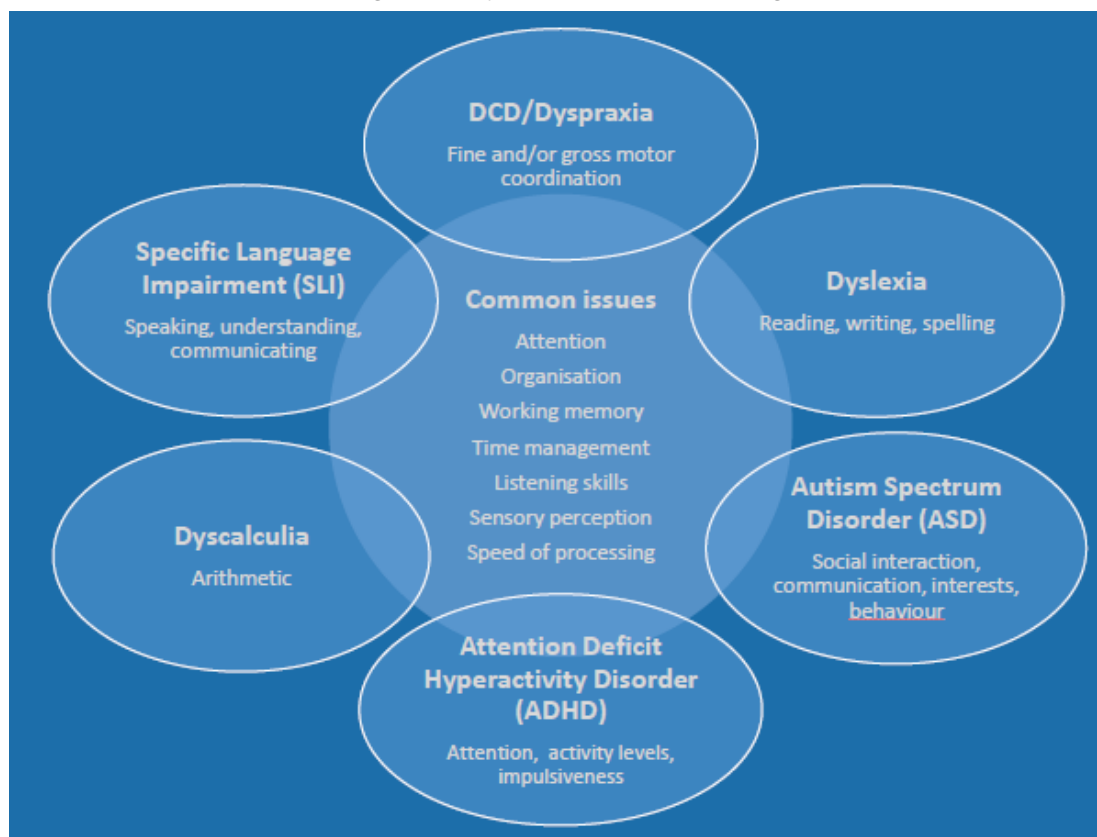 DCD/Dyspraxia
Fine and/or gross motor
coordination
Specific Language
Impairment (SLI)
Speaking, understanding,
communicating
Common issues
Attention
Organisation
Working memory
Time management
Listening skills
Sensory perception
Speed of processing
Dyslexia
Reading, writing, spelling
Dyscalculia
Arithmetic
Autism Spectrum
Disorder (ASD)
Social interaction,
communication, interests,
behaviour
Attention Deficit
Hyperactivity Disorder
(ADHD)
Attention, activity levels,
impulsiveness